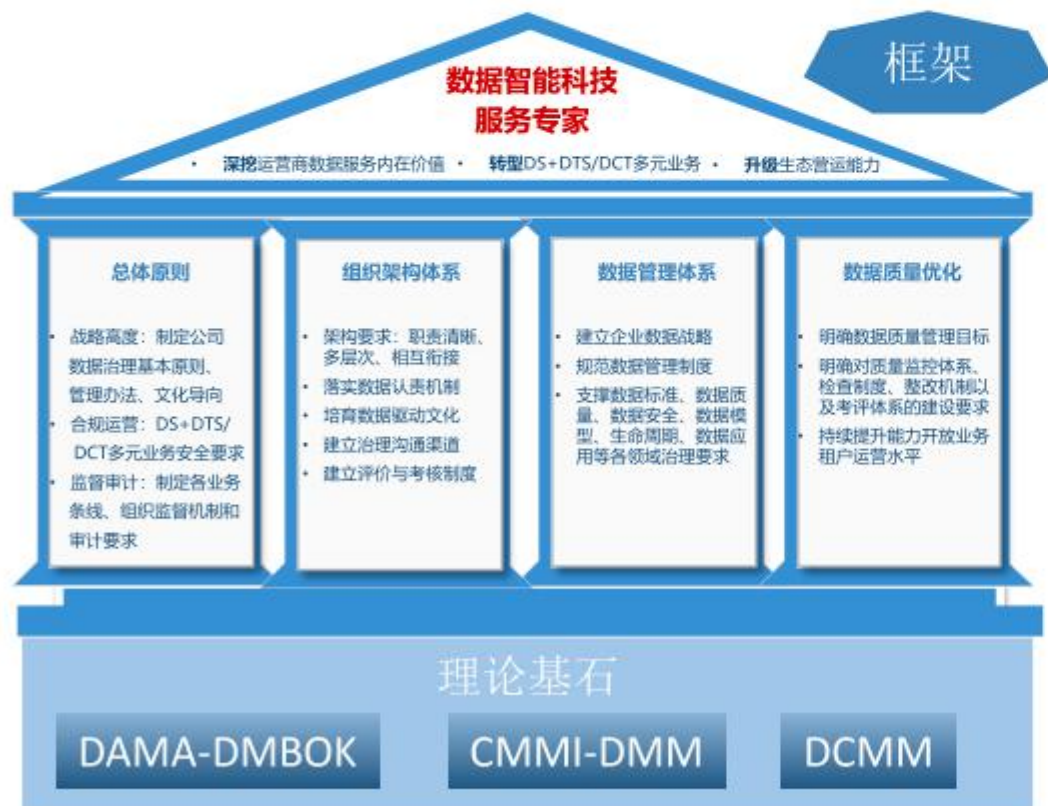 框架
数据智能科技
服务专家
• 深挖运营商数据服务内在价值 • 转型DS+DTS/DCT多元业务 • 升级生态营运能力
总体原则
• 战略高度：制定公司
数据治理基本原则、
管理办法、文化导向
• 合规运营：DS+DTS/
DCT多元业务安全要求
• 监督审计：制定各业务
条线、组织监督机制和
审计要求
组织架构体系
• 架构要求：职责清晰、
多层次、相互衔接
• 落实数据认责机制
• 培育数据驱动文化
• 建立治理沟通渠道
• 建立评价与考核制度
数据管理体系
• 建立企业数据战略
• 规范数据管理制度
• 支撑数据标准、数据质
量、数据安全、数据模
型、生命周期、数据应
用等各领域治理要求
数据质量优化
• 明确数据质量管理目标
• 明确对质量监控体系、
检查制度、整改机制以
及考评体系的建设要求
• 持续提升能力开放业务
租户运营水平
理论基石
DAMA-DMBOK
CMMI-DMM
DCMM